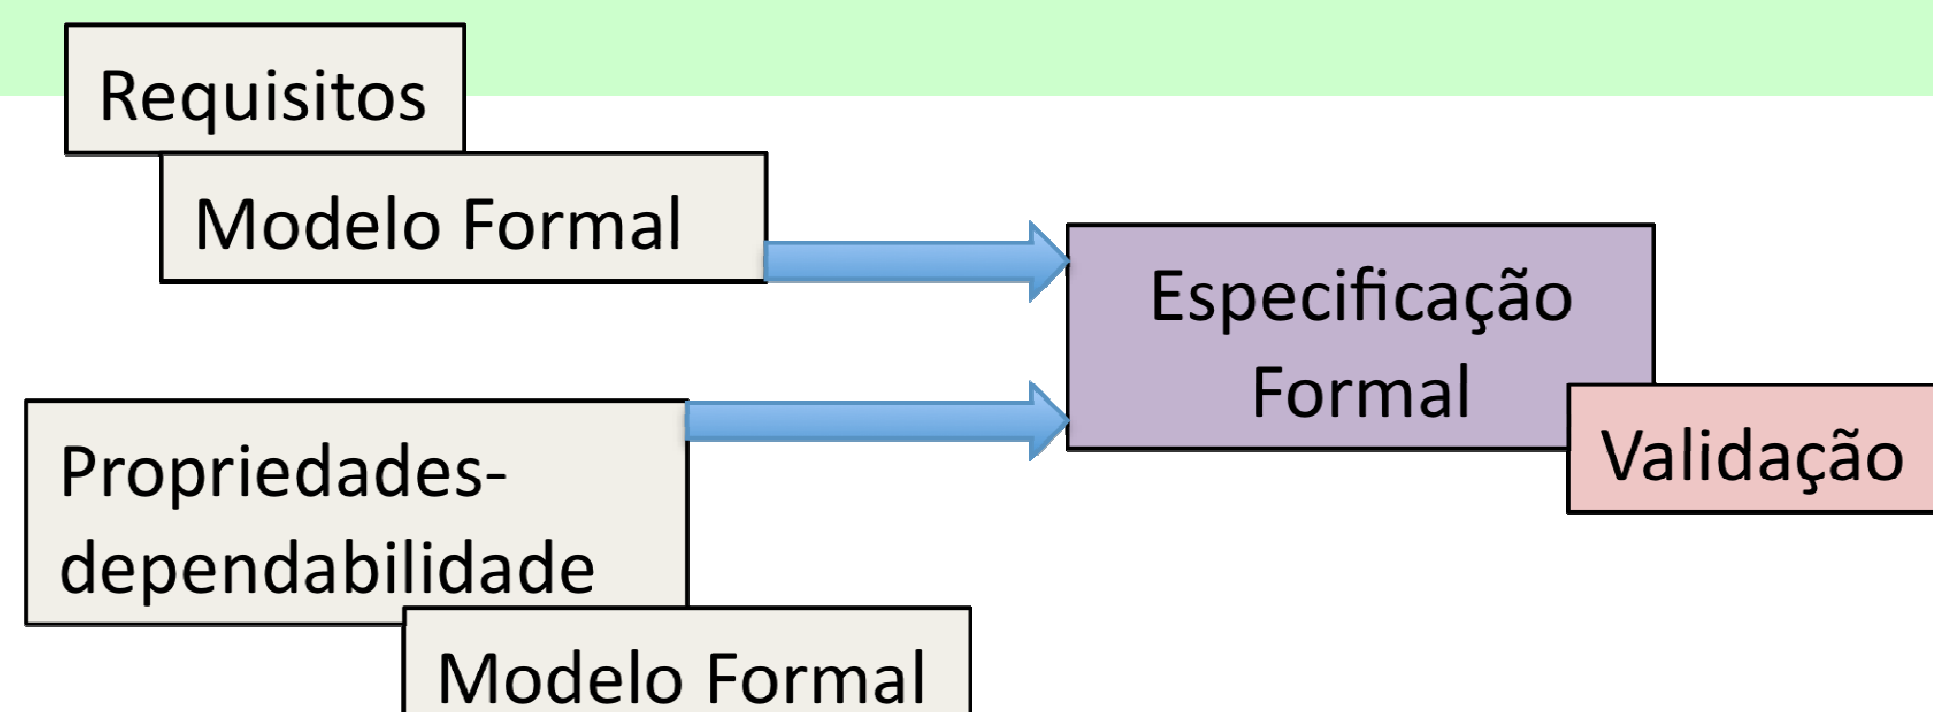 Requisitos
Modelo Formal
Especificação
Formal
Validação
Propriedades-
dependabilidade
Modelo Formal